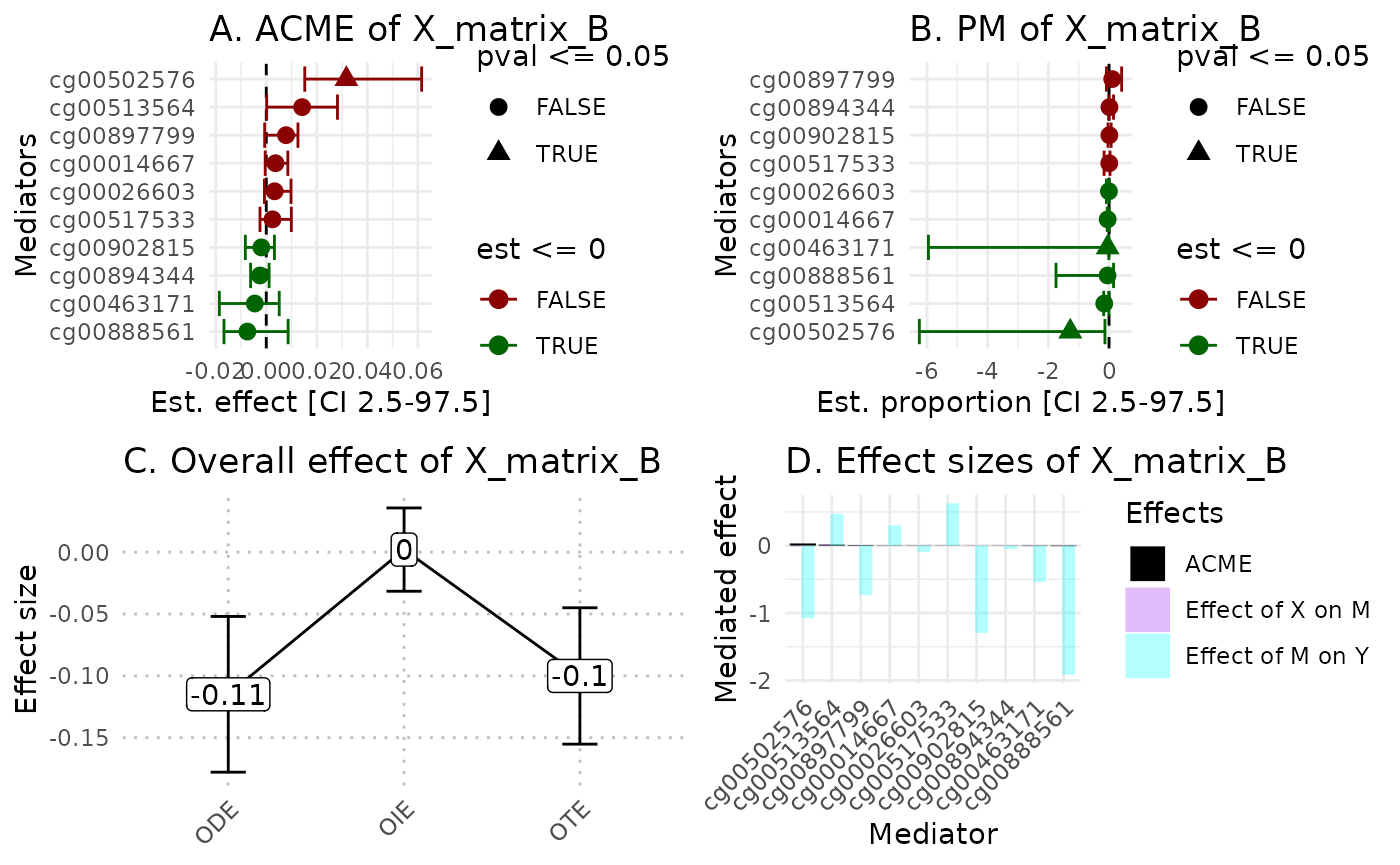 A. ACME of X_matrix_B
pval <= 0.05
FALSE
TRUE
est <= 0
FALSE
TRUE
Mediators
cg00502576
cg00513564
cg00897799
cg00014667
cg00026603
cg00517533
cg00902815
cg00894344
cg00463171
cg00888561
-0.02 0.00 0.02 0.04 0.06
Est. effect [CI 2.5-97.5]
B. PM of X_matrix_B
pval <= 0.05
FALSE
TRUE
est <= 0
FALSE
TRUE
Mediators
cg00897799
cg00894344
cg00902815
cg00517533
cg00026603
cg00014667
cg00463171
cg00888561
cg00513564
cg00502576
-6 -4 -2 0
Est. proportion [CI 2.5-97.5]
C. Overall effect of X_matrix_B
Effect size
0.00
-0.05
-0.10
-0.15
-0.11
0
-0.1
ODE
OIE
OTE
D. Effect sizes of X_matrix_B
Mediated effect
0
-1
-2
cg00502576
cg00513564
cg00897799
cg00014667
cg00026603
cg00517533
cg00902815
cg00894344
cg00463171
cg00888561
Mediator
Effects
ACME
Effect of X on M
Effect of M on Y